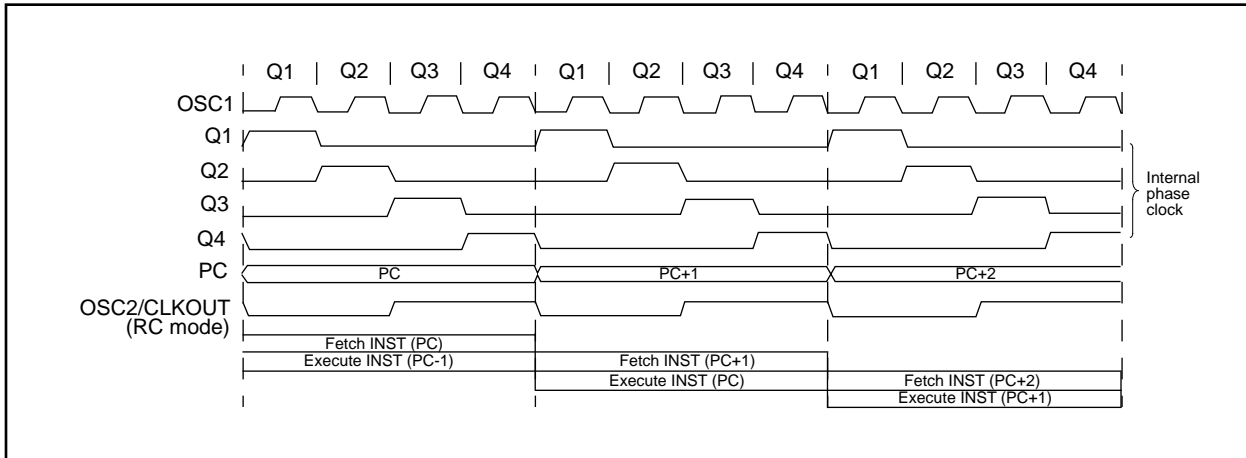 Q1 Q2 Q3 Q4 Q1 Q2 Q3 Q4 Q1 Q2 Q3 Q4
OSC1
Q1
Q2
Q3
Q4
Internal
phase
clock
PC PC PC+1 PC+2
OSC2/CLKOUT
(RC mode)
Fetch INST (PC)
Execute INST (PC-1) Fetch INST (PC+1)
Execute INST (PC) Fetch INST (PC+2)
Execute INST (PC+1)